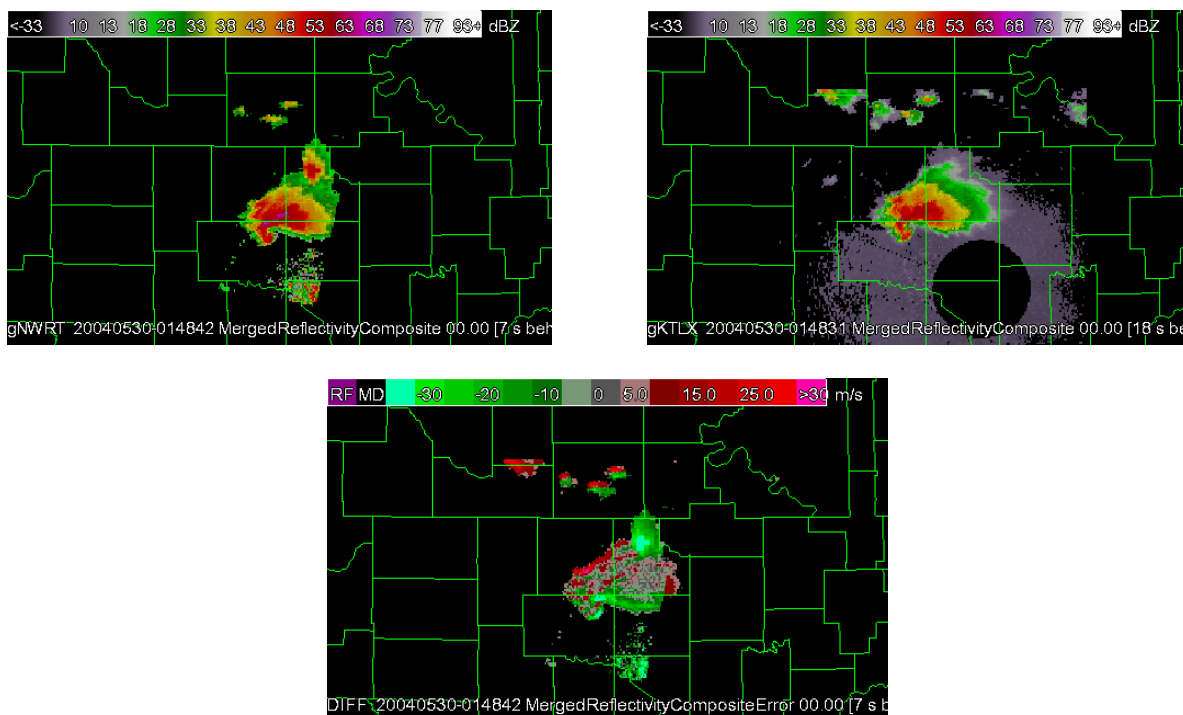 <-33 10 13 18 28 33 38 43 48 53 63 68 73 77 93+ dBZ
gNWRT 20040530-014842 MergedReflectivityComposite 00.00 [7 s beh
<-33 10 13 18 28 33 38 43 48 53 63 68 73 77 93+ dBZ
gKTLX 20040530-014831 MergedReflectivityComposite 00.00 [18 s be
RF MD -30 -20 -10 0 5.0 15.0 25.0 >30 m/s
DIFF 20040530-014842 MergedReflectivityCompositeError 00.00 [7 s b